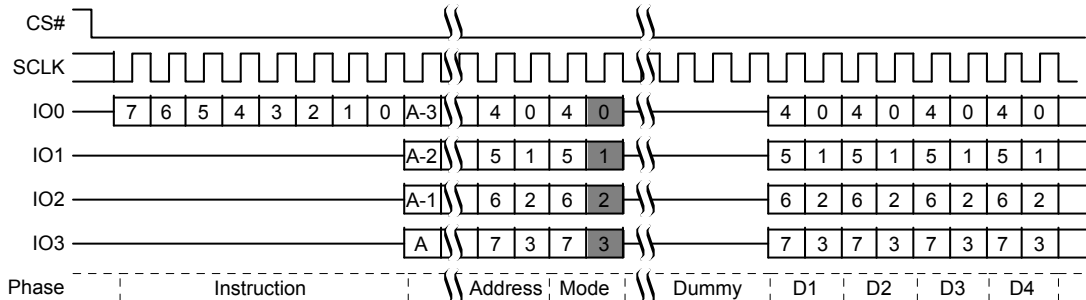 CS#
SCLK
IO0 7 6 5 4 3 2 1 0 A-3 4 0 4 0 4 0 4 0 4 0 4 0
IO1 A-2 5 1 5 1 5 1 5 1 5 1 5 1
IO2 A-1 6 2 6 2 6 2 6 2 6 2 6 2
IO3 A 7 3 7 3 7 3 7 3 7 3 7 3
Phase Instruction Address Mode Dummy D1 D2 D3 D4